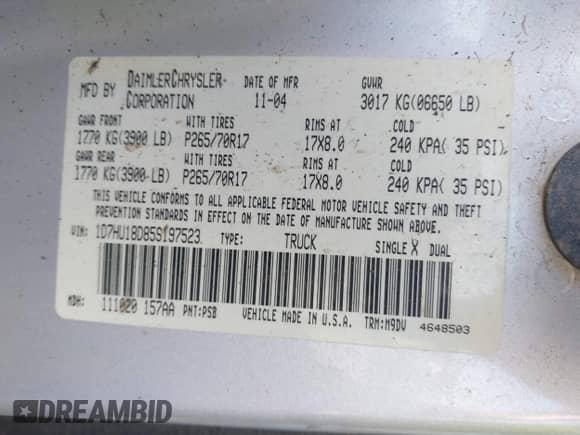 MFD BY DAIMLERCHRYSLER CORPORATION DATE OF MFR 11-04 GVWR 3017 KG(06650 LB)
GAWR FRONT WITH TIRES RIMS AT COLD
1770 KG(3900 LB) P265/70R17 17X8.0 240 KPA( 35 PSI)
GAWR REAR WITH TIRES RIMS AT COLD
1770 KG(3900 LB) P265/70R17 17X8.0 240 KPA( 35 PSI)
THIS VEHICLE CONFORMS TO ALL APPLICABLE FEDERAL MOTOR VEHICLE SAFETY AND THEFT
PREVENTION STANDARDS IN EFFECT ON THE DATE OF MANUFACTURE SHOWN ABOVE.
VIN: 1D7HU18D85S197523 TYPE: TRUCK SINGLE X DUAL
MDH: 111020 157AA PNT:PSB VEHICLE MADE IN U.S.A. TRM:M9DV 4648503
DREAMBID